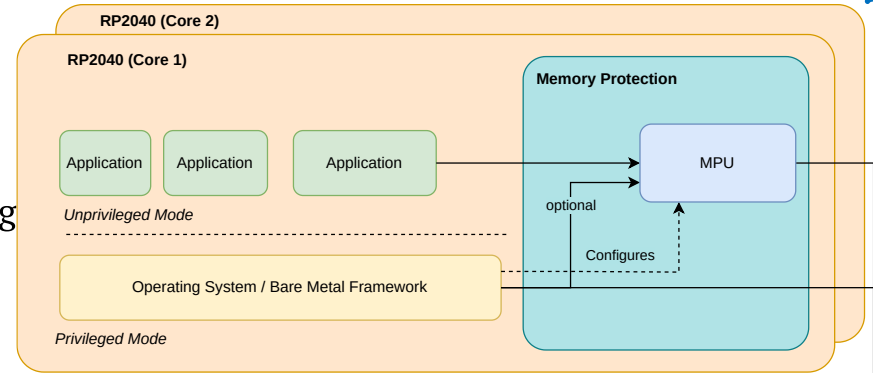 RP2040 (Core 2)
RP2040 (Core 1)
Memory Protection
Application
Application
Application
MPU
g
Unprivileged Mode
optional
Configures
Operating System / Bare Metal Framework
Privileged Mode